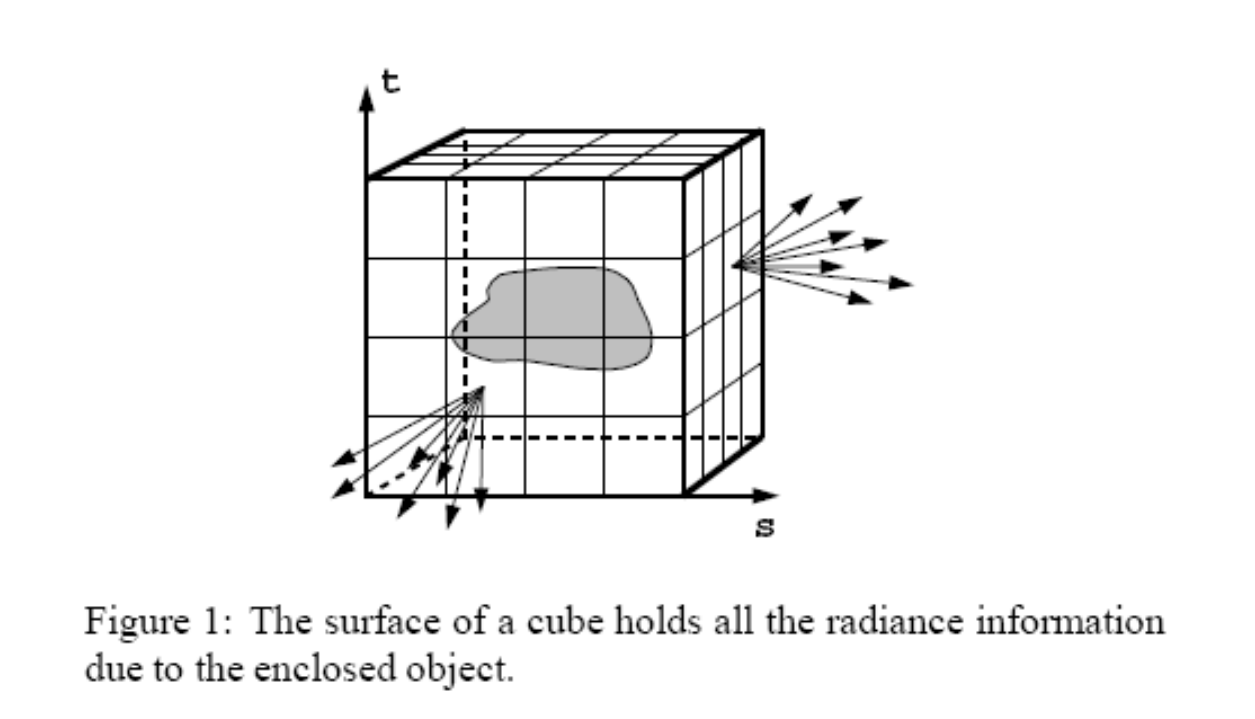 t
s
Figure 1: The surface of a cube holds all the radiance information
due to the enclosed object.